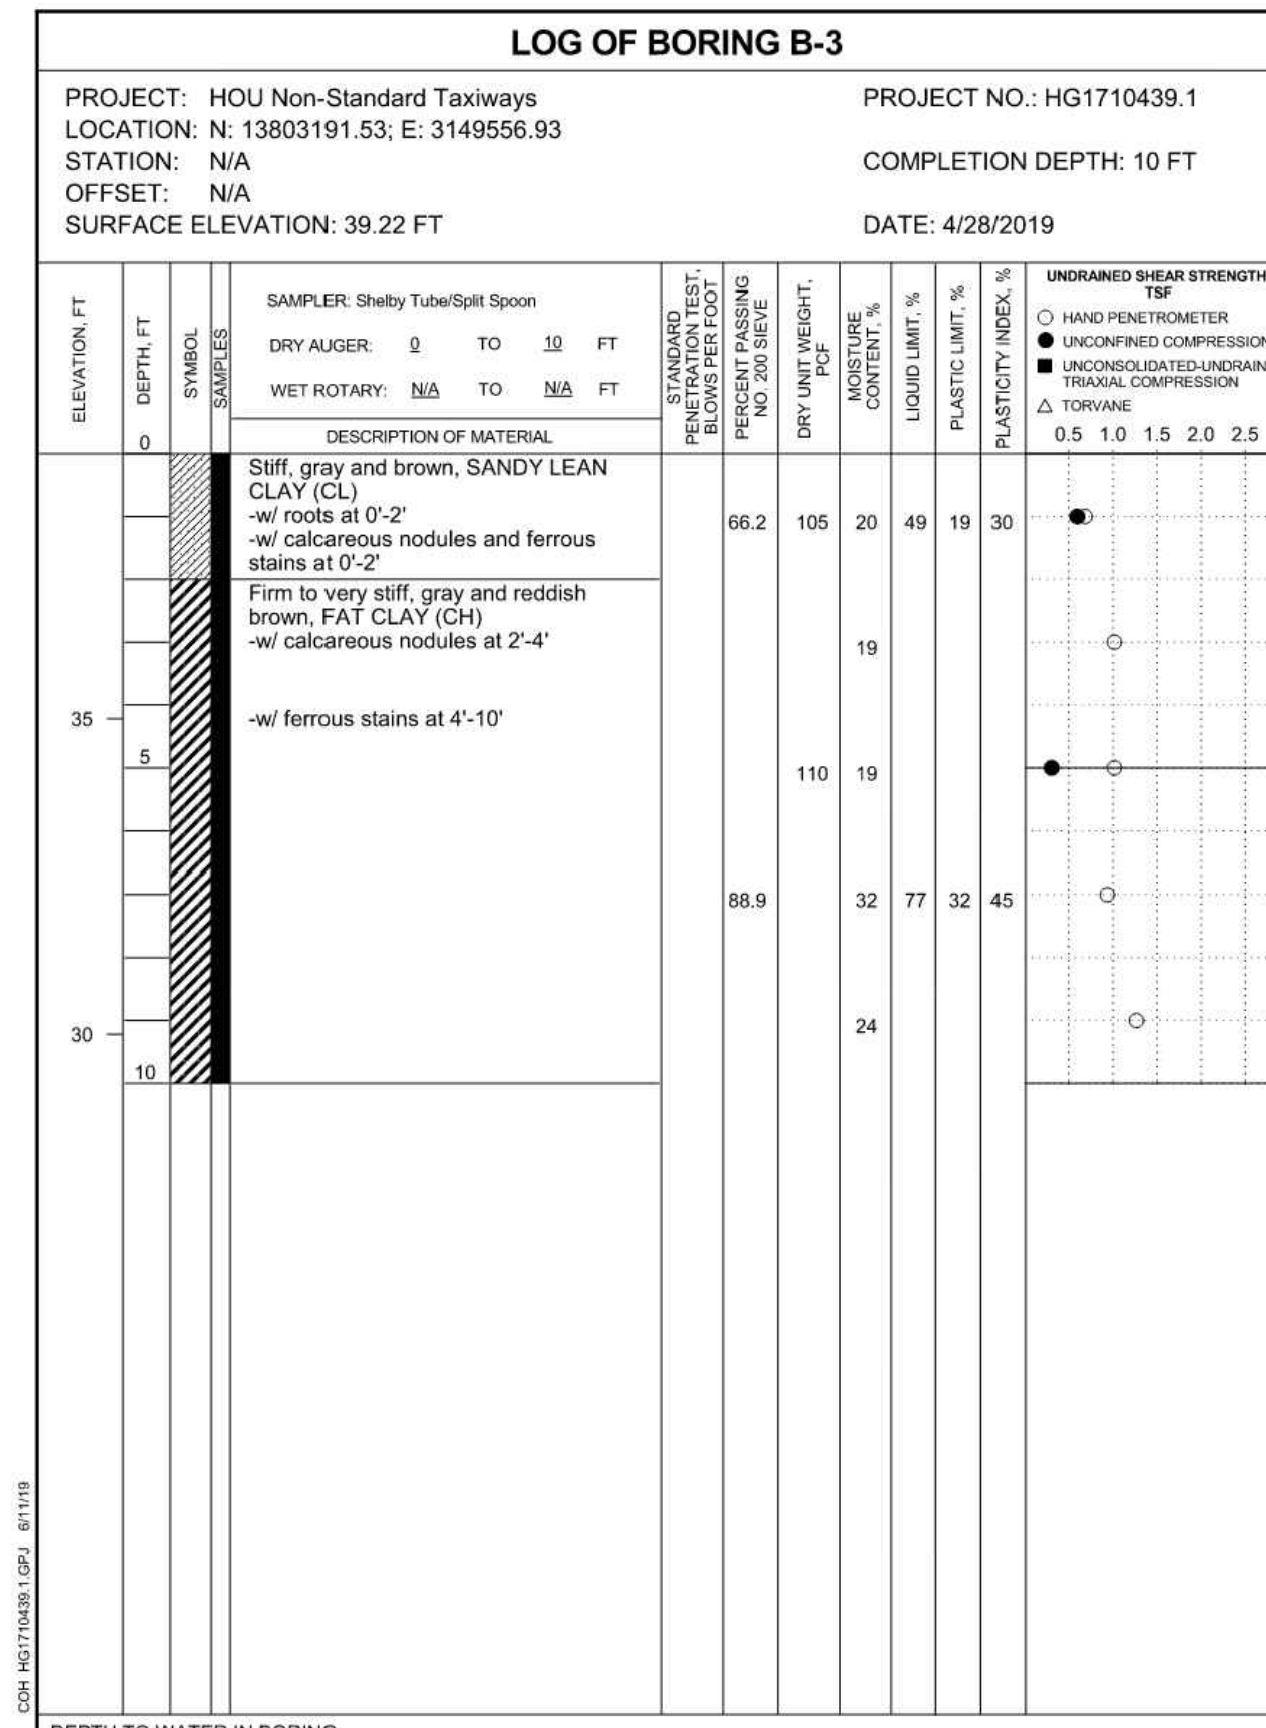 LOG OF BORING B-3
PROJECT: HOU Non-Standard Taxiways
PROJECT NO.: HG1710439.1
LOCATION: N: 13803191.53; E: 3149556.93
STATION: N/A
COMPLETION DEPTH: 10 FT
OFFSET: N/A
SURFACE ELEVATION: 39.22 FT
DATE: 4/28/2019
ELEVATION, FT
DEPTH, FT
SYMBOL
SAMPLES
SAMPLER: Shelby Tube/Split Spoon
DRY AUGER: 0 TO 10 FT
WET ROTARY: N/A TO N/A FT
DESCRIPTION OF MATERIAL
STANDARD
PENETRATION TEST,
BLOWS PER FOOT
PERCENT PASSING
NO. 200 SIEVE
DRY UNIT WEIGHT,
PCF
MOISTURE
CONTENT, %
LIQUID LIMIT, %
PLASTIC LIMIT, %
PLASTICITY INDEX, %
UNDRAINED SHEAR STRENGTH
TSF
HAND PENETROMETER
UNCONFINED COMPRESSION
UNCONSOLIDATED-UNDRAIN
TRIAXIAL COMPRESSION
TORVANE
0.5 1.0 1.5 2.0 2.5
0
Stiff, gray and brown, SANDY LEAN
CLAY (CL)
-w/ roots at 0'-2'
66.2 105 20 49 19 30
-w/ calcareous nodules and ferrous
stains at 0'-2'
Firm to very stiff, gray and reddish
brown, FAT CLAY (CH)
-w/ calcareous nodules at 2'-4'
19
35
-w/ ferrous stains at 4'-10'
5
110 19
88.9 32 77 32 45
30
24
10
COH HG1710439.1.GPJ 6/11/19
DEPTH TO WATER IN BORING